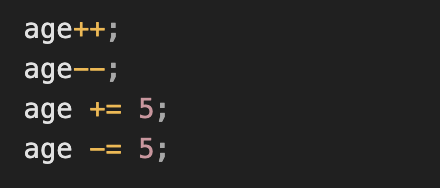 age++;
age--;
age += 5;
age -= 5;